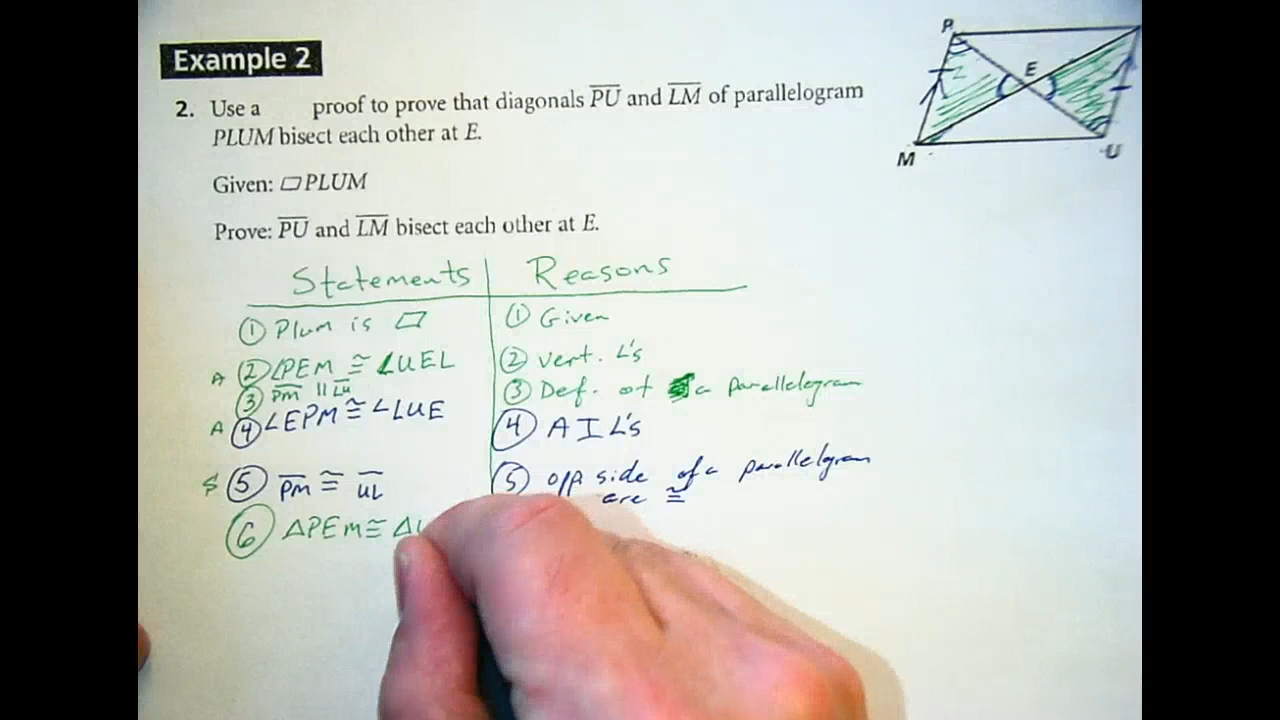 Example 2
2. Use a proof to prove that diagonals PU and LM of parallelogram
PLUM bisect each other at E.
Given: ▱PLUM
Prove: PU and LM bisect each other at E.
P
E
M
U
Statements Reasons
① Plum is ▱ ① Given
A ② ∠PEM ≅ ∠UEL ② Vert. ∠'s
③ PM || LU ③ Def. of a parallelogram
A ④ ∠EPM ≅ ∠LUE ④ AI ∠'s
S ⑤ PM ≅ UL ⑤ opp side of a parallelgram
are ≅
⑥ △PEM ≅ △U